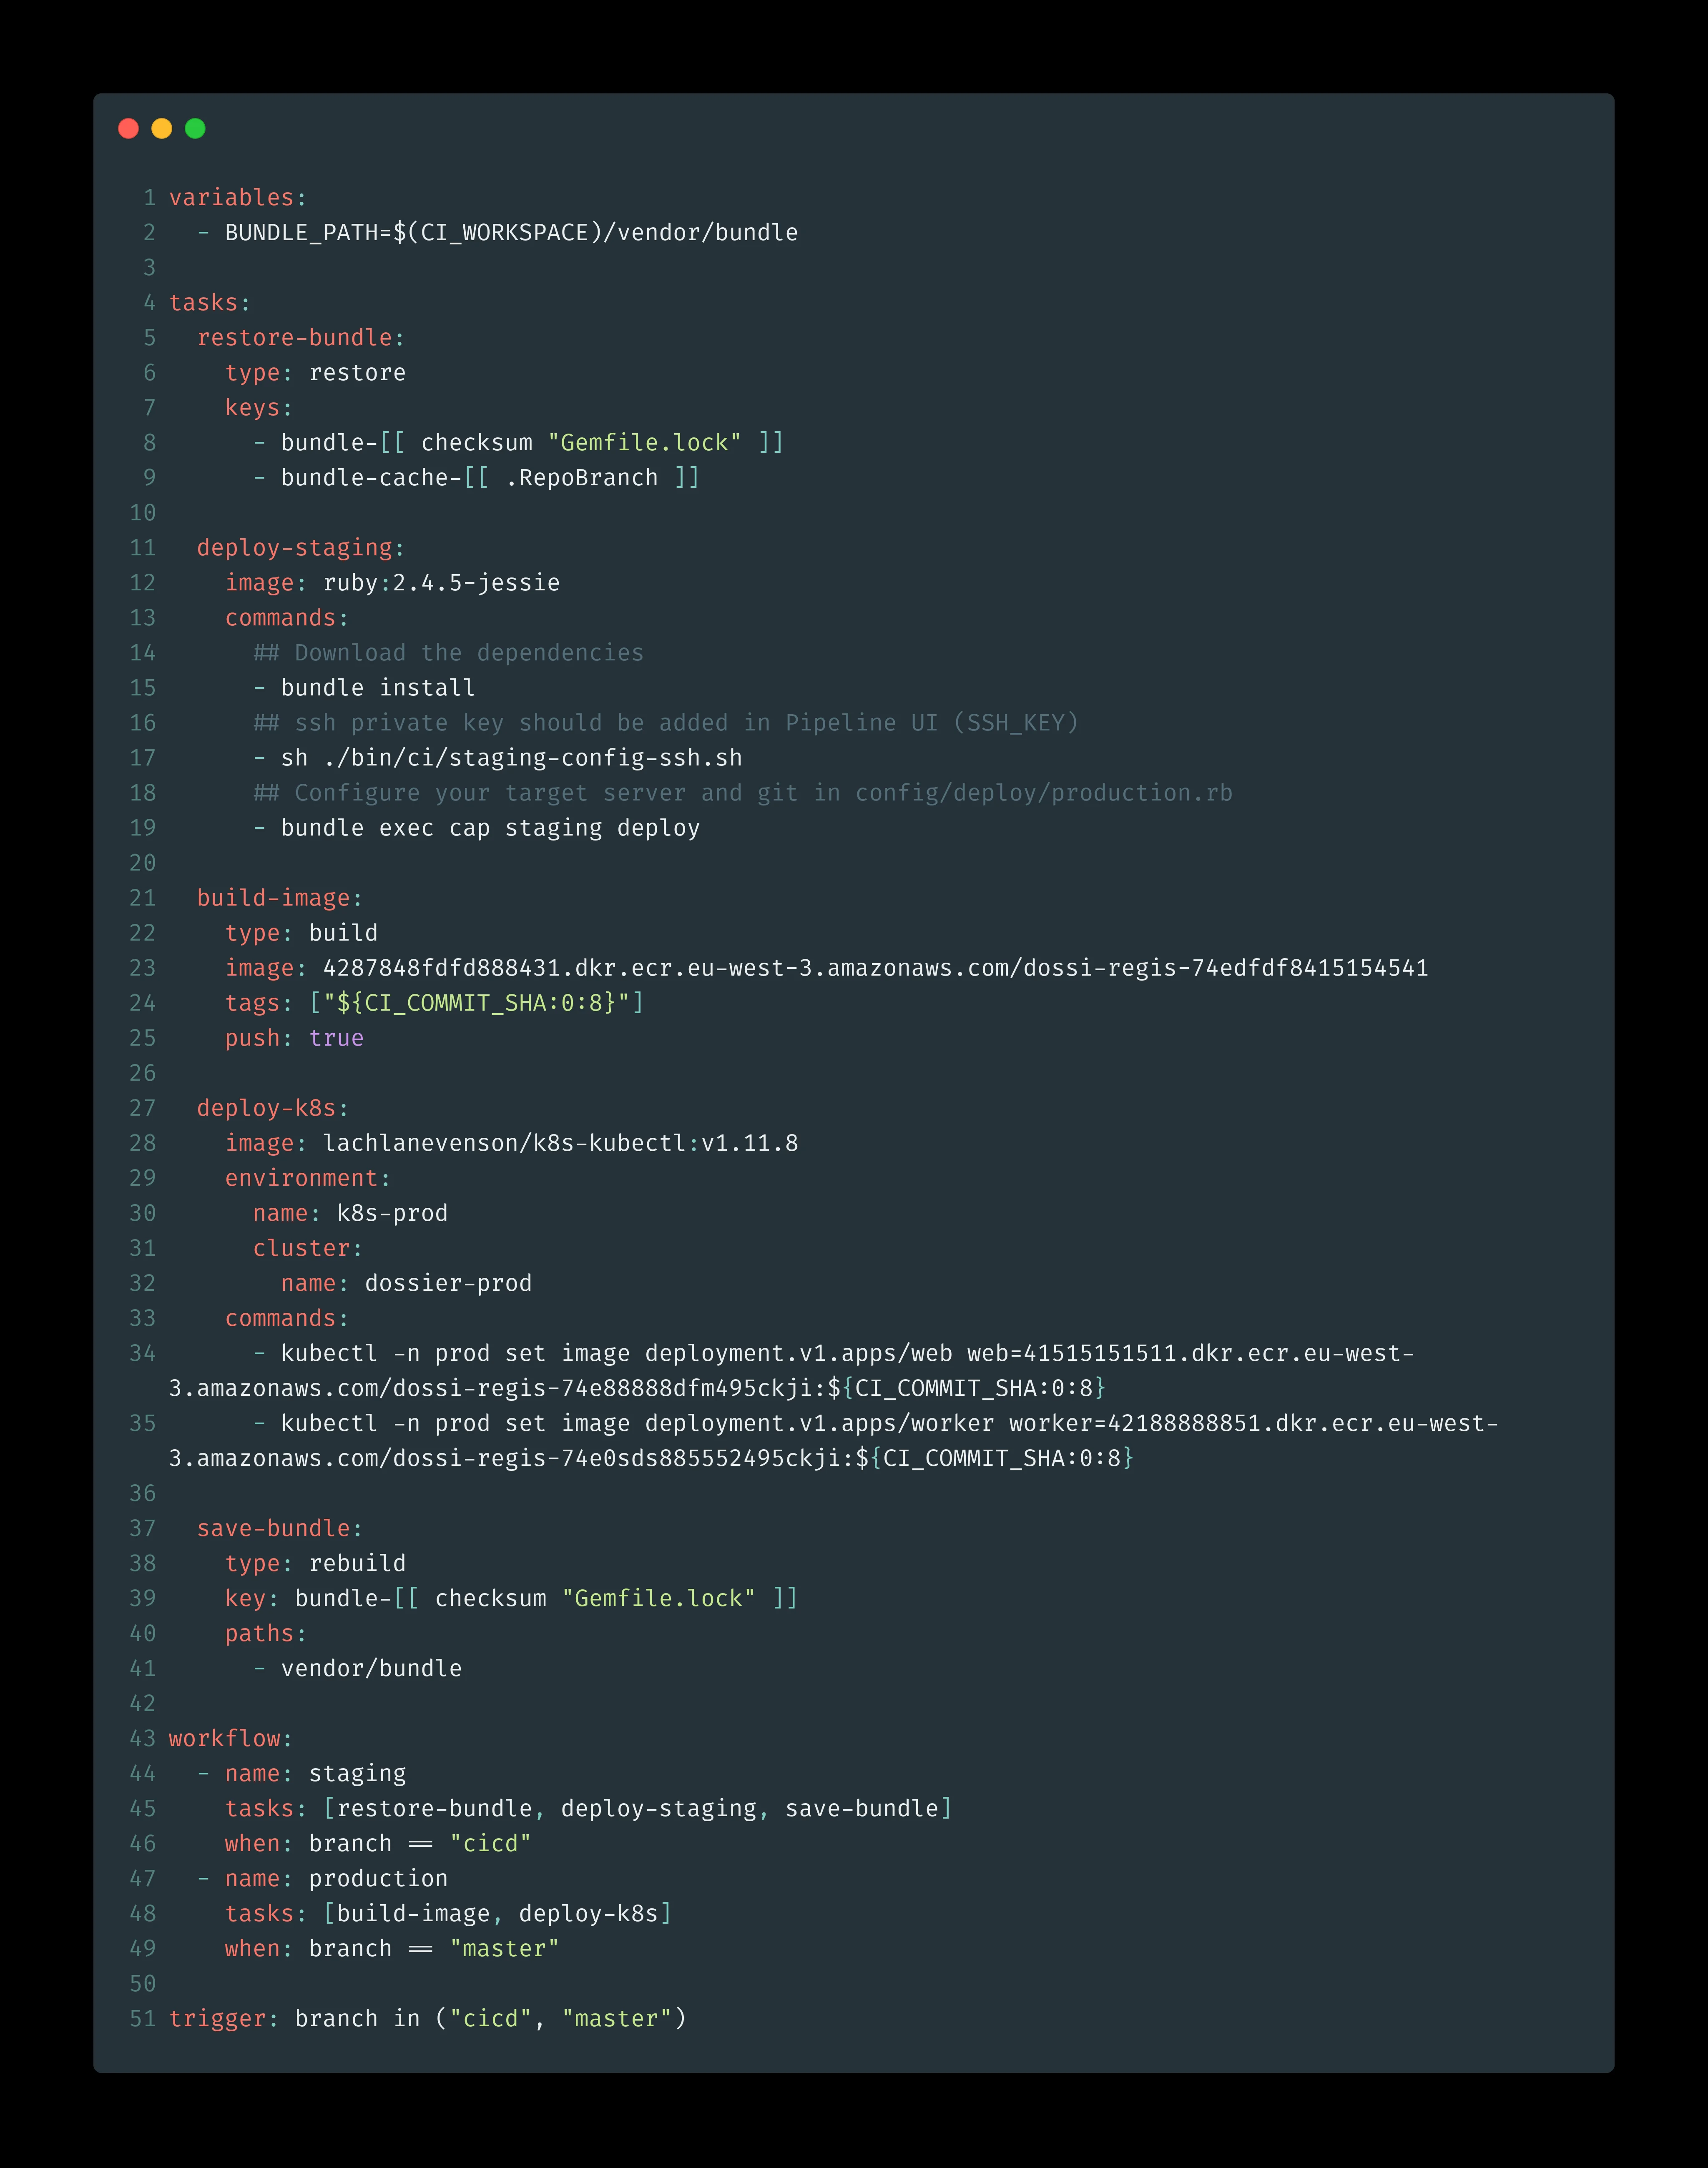 1 variables:
2   - BUNDLE_PATH=$(CI_WORKSPACE)/vendor/bundle
3
4 tasks:
5   restore-bundle:
6     type: restore
7     keys:
8       - bundle-[[ checksum "Gemfile.lock" ]]
9       - bundle-cache-[[ .RepoBranch ]]
10
11   deploy-staging:
12     image: ruby:2.4.5-jessie
13     commands:
14       ## Download the dependencies
15       - bundle install
16       ## ssh private key should be added in Pipeline UI (SSH_KEY)
17       - sh ./bin/ci/staging-config-ssh.sh
18       ## Configure your target server and git in config/deploy/production.rb
19       - bundle exec cap staging deploy
20
21   build-image:
22     type: build
23     image: 4287848fdfd888431.dkr.ecr.eu-west-3.amazonaws.com/dossi-regis-74edfdf8415154541
24     tags: ["${CI_COMMIT_SHA:0:8}"]
25     push: true
26
27   deploy-k8s:
28     image: lachlanevenson/k8s-kubectl:v1.11.8
29     environment:
30       name: k8s-prod
31       cluster:
32         name: dossier-prod
33     commands:
34       - kubectl -n prod set image deployment.v1.apps/web web=41515151511.dkr.ecr.eu-west-
3.amazonaws.com/dossi-regis-74e88888dfm495ckji:${CI_COMMIT_SHA:0:8}
35       - kubectl -n prod set image deployment.v1.apps/worker worker=42188888851.dkr.ecr.eu-west-
3.amazonaws.com/dossi-regis-74e0sds885552495ckji:${CI_COMMIT_SHA:0:8}
36
37   save-bundle:
38     type: rebuild
39     key: bundle-[[ checksum "Gemfile.lock" ]]
40     paths:
41       - vendor/bundle
42
43 workflow:
44   - name: staging
45     tasks: [restore-bundle, deploy-staging, save-bundle]
46     when: branch == "cicd"
47   - name: production
48     tasks: [build-image, deploy-k8s]
49     when: branch == "master"
50
51 trigger: branch in ("cicd", "master")